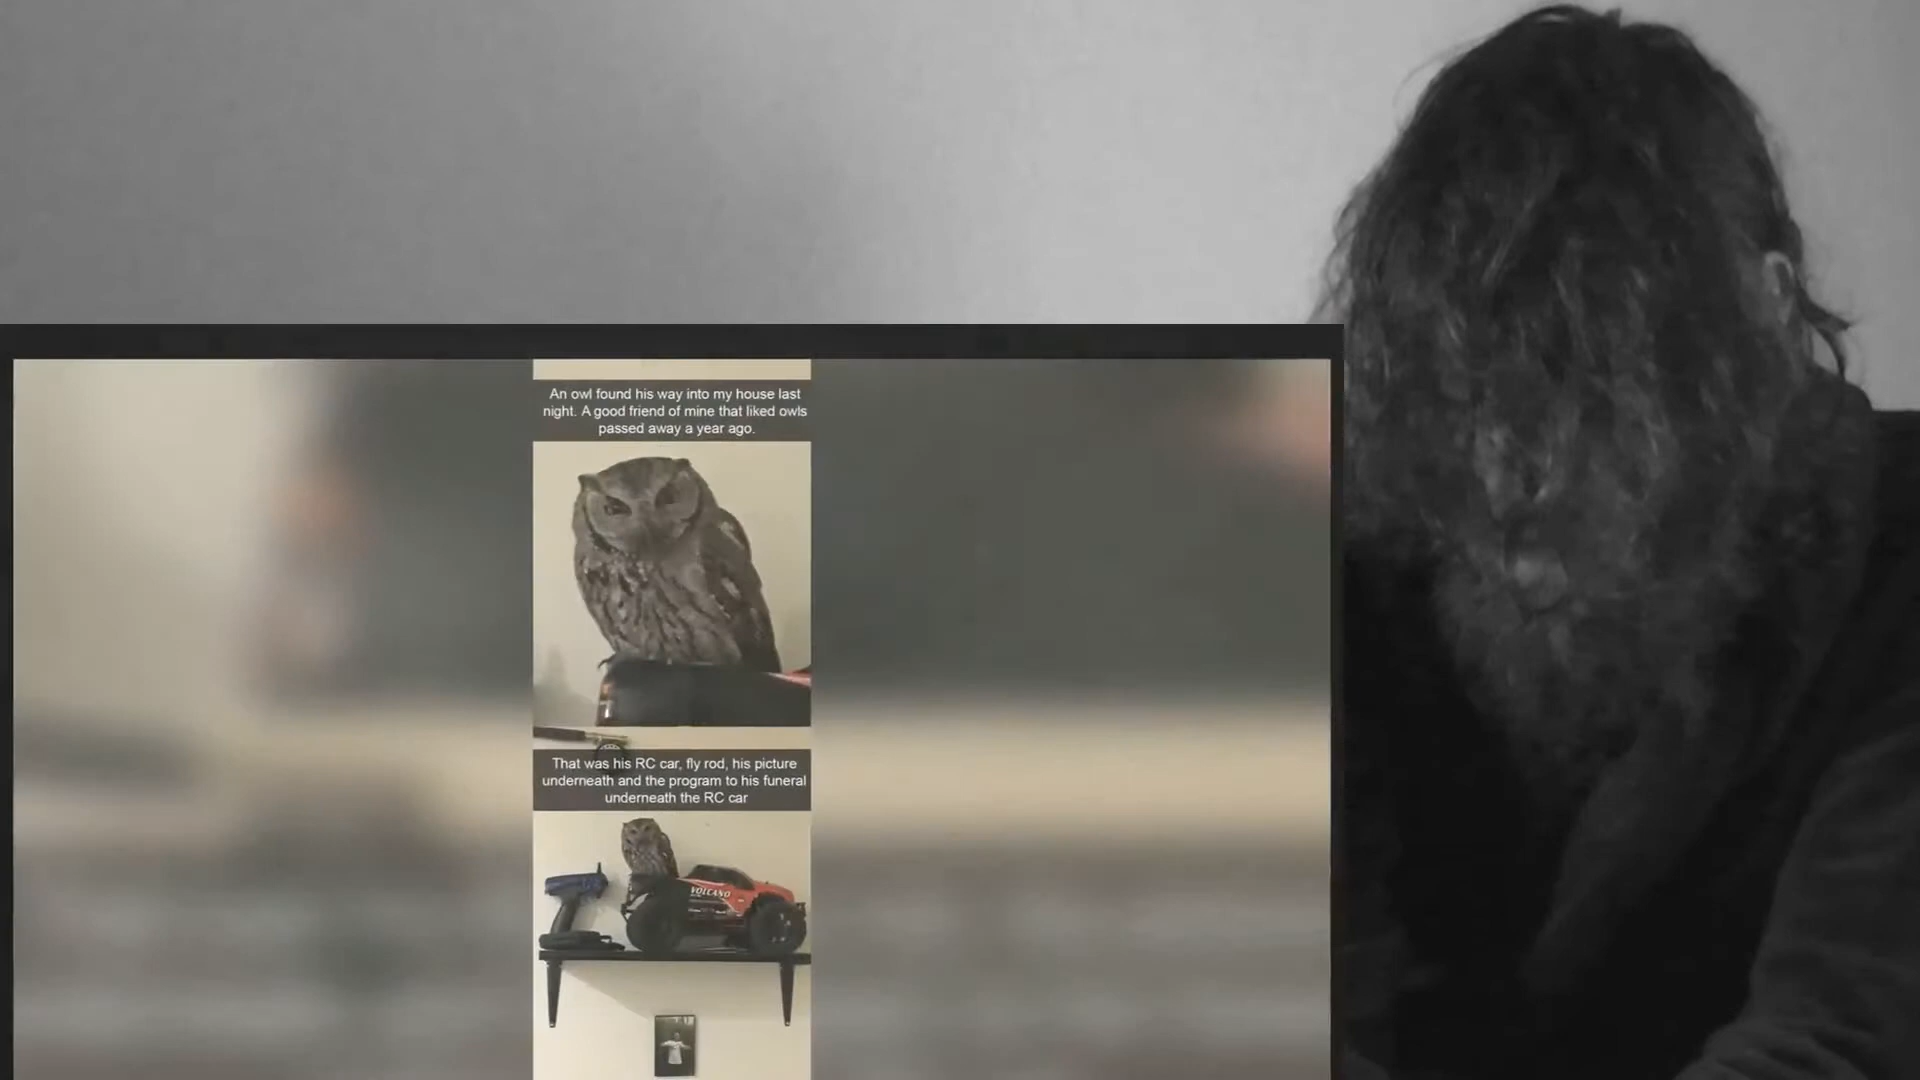 An owl found his way into my house last
night. A good friend of mine that liked owls
passed away a year ago.
That was his RC car, fly rod, his picture
underneath and the program to his funeral
underneath the RC car
VOLCANO